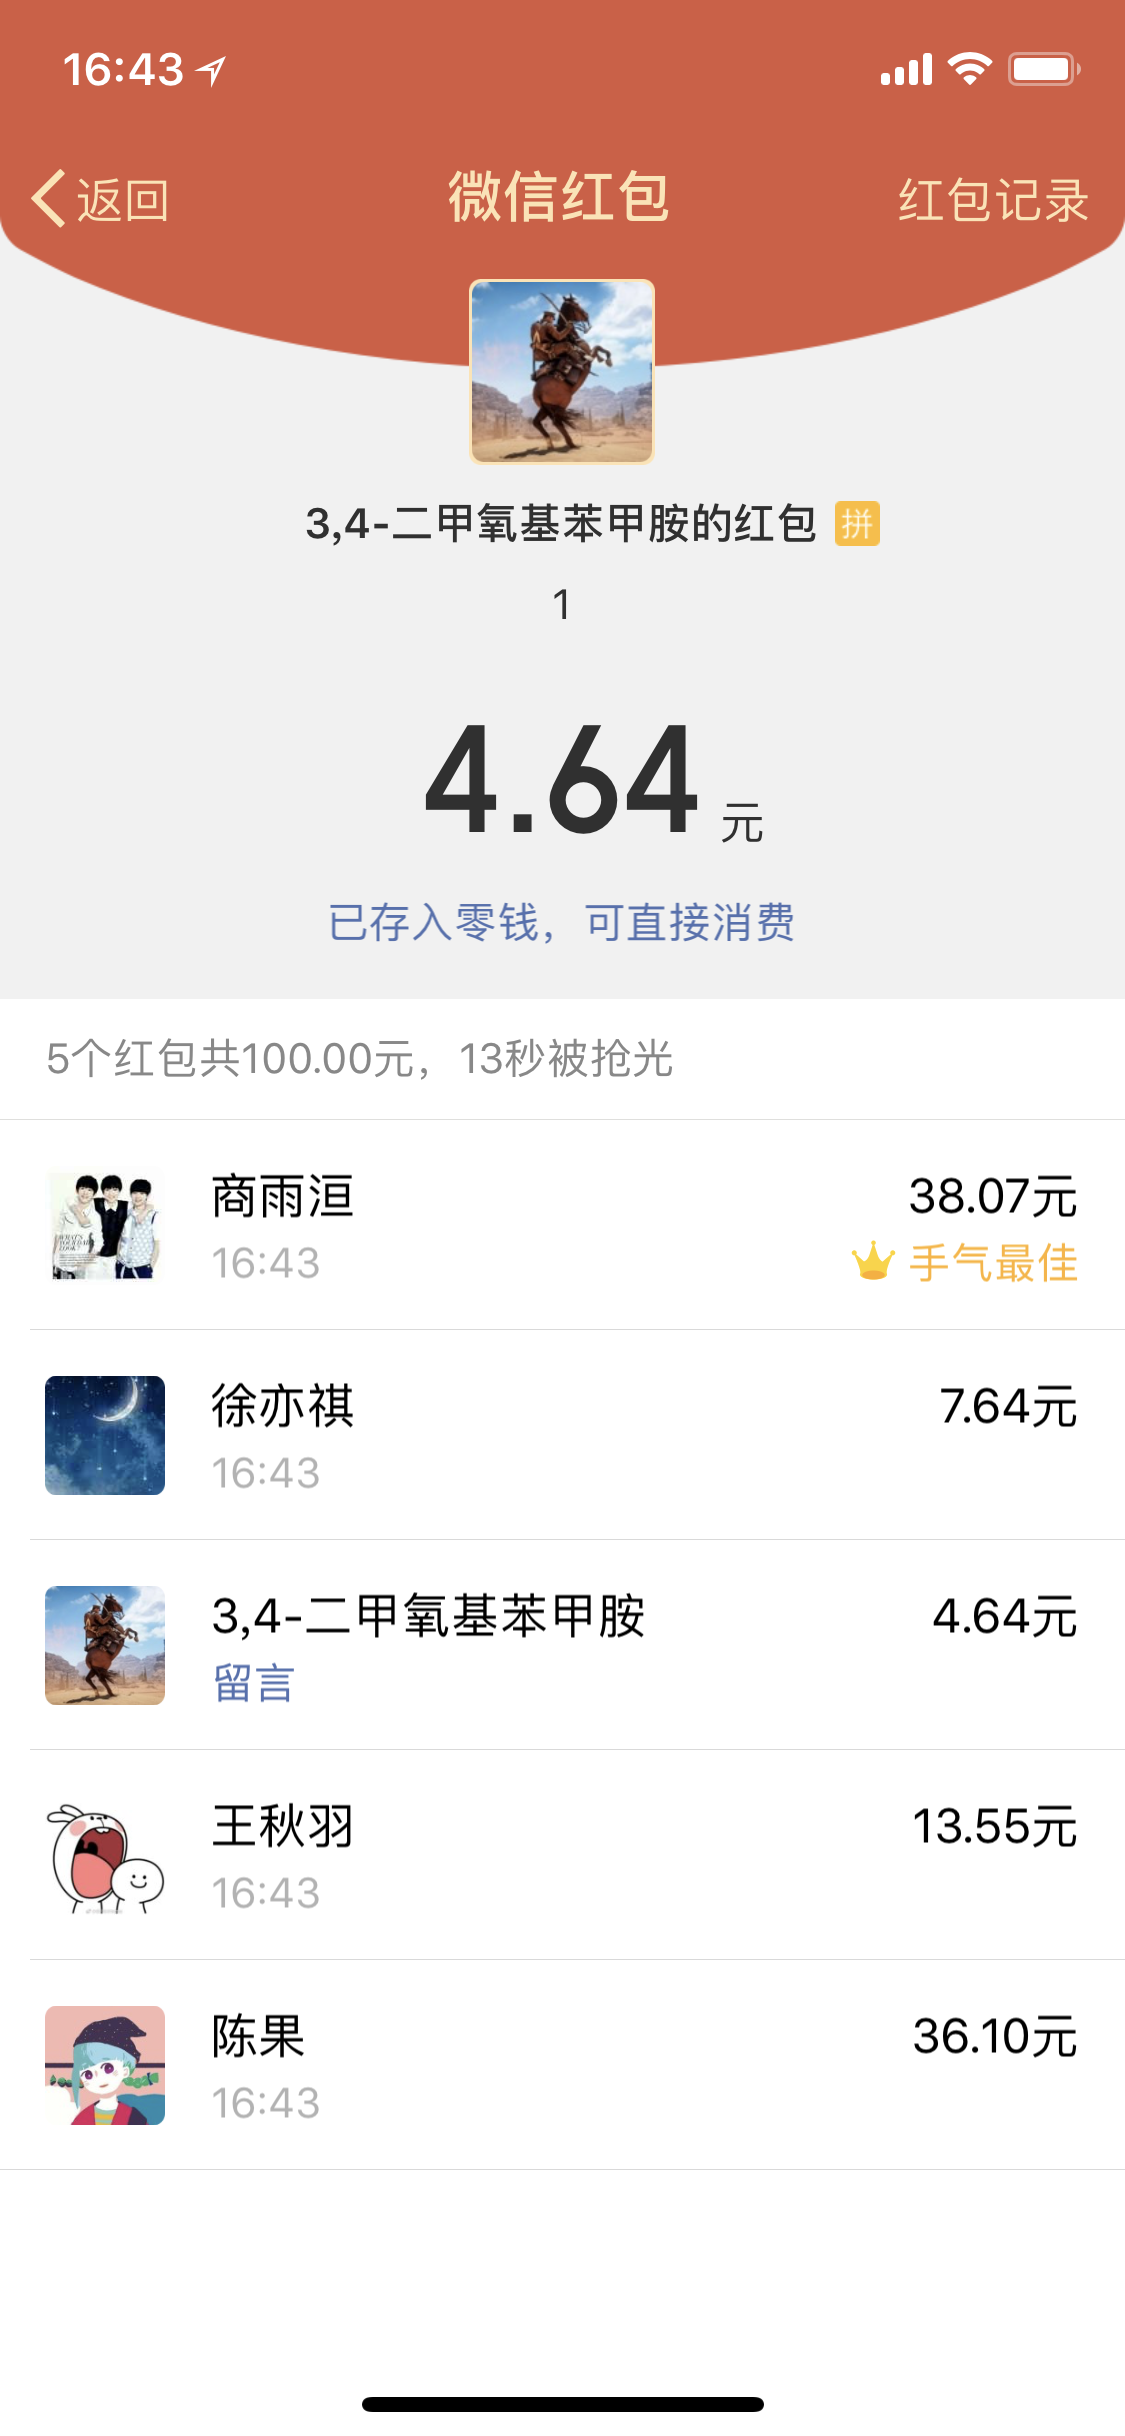 16:43
返回
微信红包
红包记录
3,4-二甲氧基苯甲胺的红包 拼
1
4.64 元
已存入零钱，可直接消费
5个红包共100.00元，13秒被抢光
商雨洹
38.07元
16:43
手气最佳
徐亦祺
7.64元
16:43
3,4-二甲氧基苯甲胺
4.64元
留言
王秋羽
13.55元
16:43
陈果
36.10元
16:43